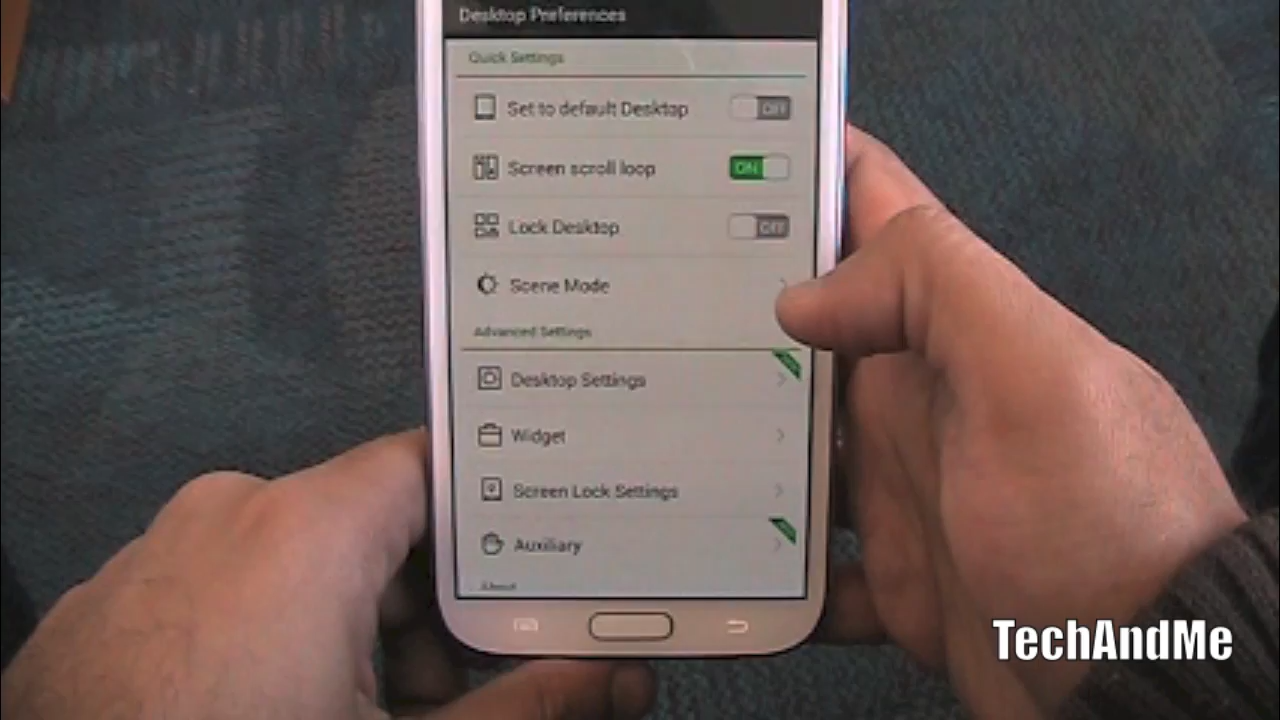 Desktop Preferences
Quick Settings
Set to default Desktop OFF
Screen scroll loop ON
Lock Desktop OFF
Scene Mode
Advanced Settings
Desktop Settings
Widget
Screen Lock Settings
Auxiliary
About
TechAndMe